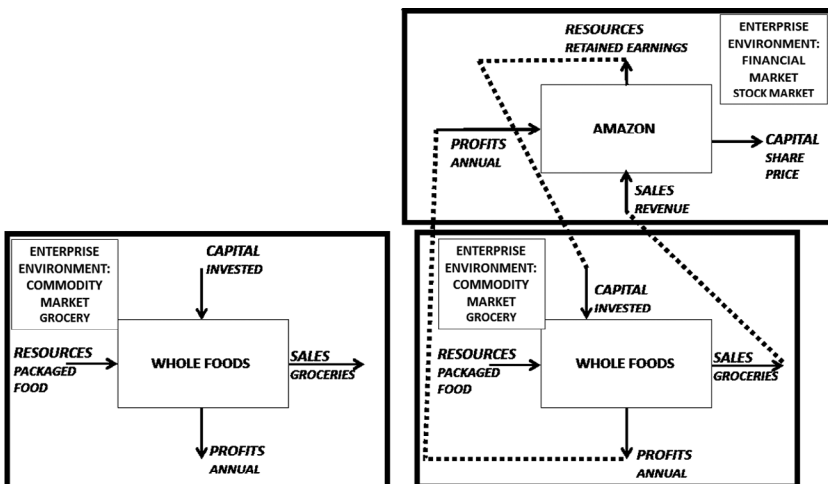 RESOURCES
RETAINED EARNINGS
ENTERPRISE
ENVIRONMENT:
FINANCIAL
MARKET
STOCK MARKET
PROFITS
ANNUAL
AMAZON
CAPITAL
SHARE
PRICE
SALES
REVENUE
ENTERPRISE
ENVIRONMENT:
COMMODITY
MARKET
GROCERY
CAPITAL
INVESTED
RESOURCES
PACKAGED
FOOD
WHOLE FOODS
SALES
GROCERIES
PROFITS
ANNUAL
ENTERPRISE
ENVIRONMENT:
COMMODITY
MARKET
GROCERY
CAPITAL
INVESTED
RESOURCES
PACKAGED
FOOD
WHOLE FOODS
SALES
GROCERIES
PROFITS
ANNUAL